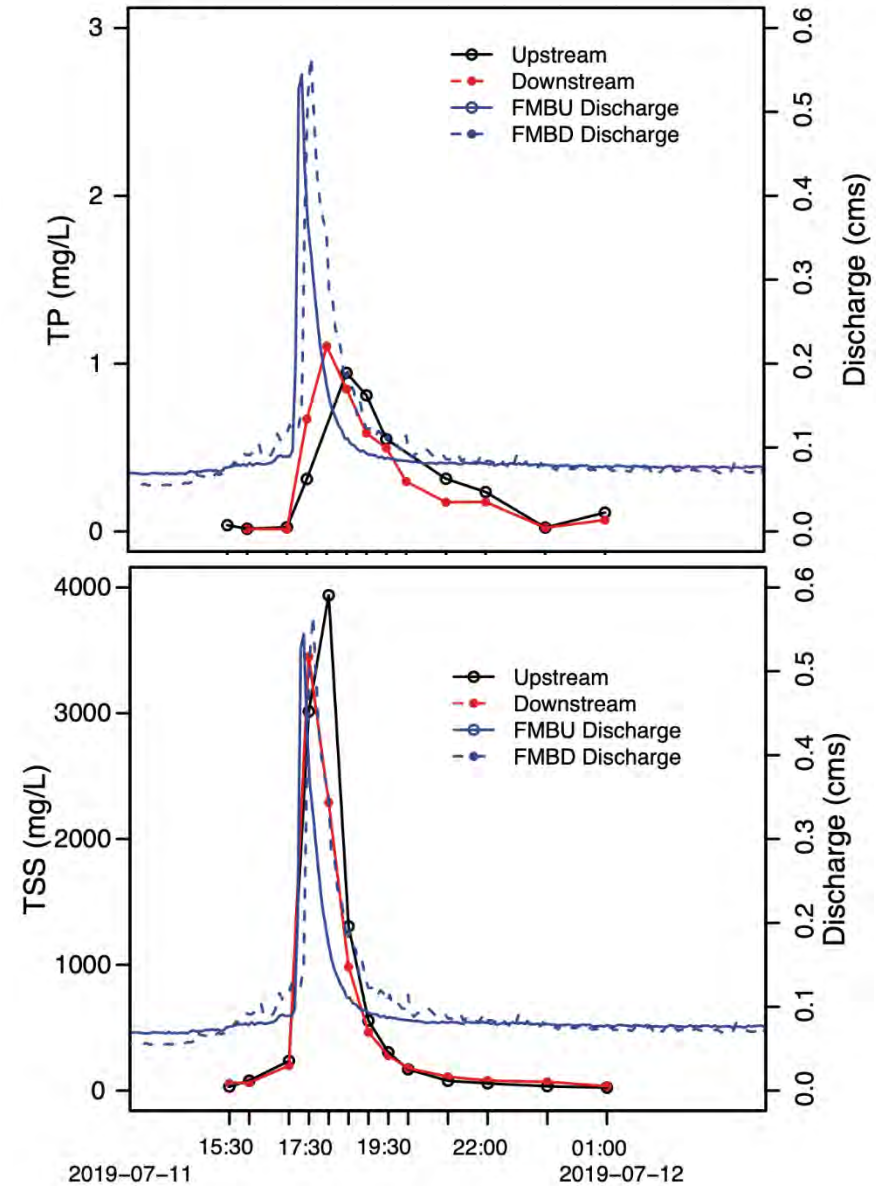 3
2
1
0
TP (mg/L)
Upstream
Downstream
FMBU Discharge
FMBD Discharge
0.6
0.5
0.4
0.3
0.2
0.1
0.0
Discharge (cms)
4000
3000
2000
1000
0
TSS (mg/L)
Upstream
Downstream
FMBU Discharge
FMBD Discharge
0.6
0.5
0.4
0.3
0.2
0.1
0.0
Discharge (cms)
15:30 17:30 19:30 22:00 01:00
2019−07−11 2019−07−12